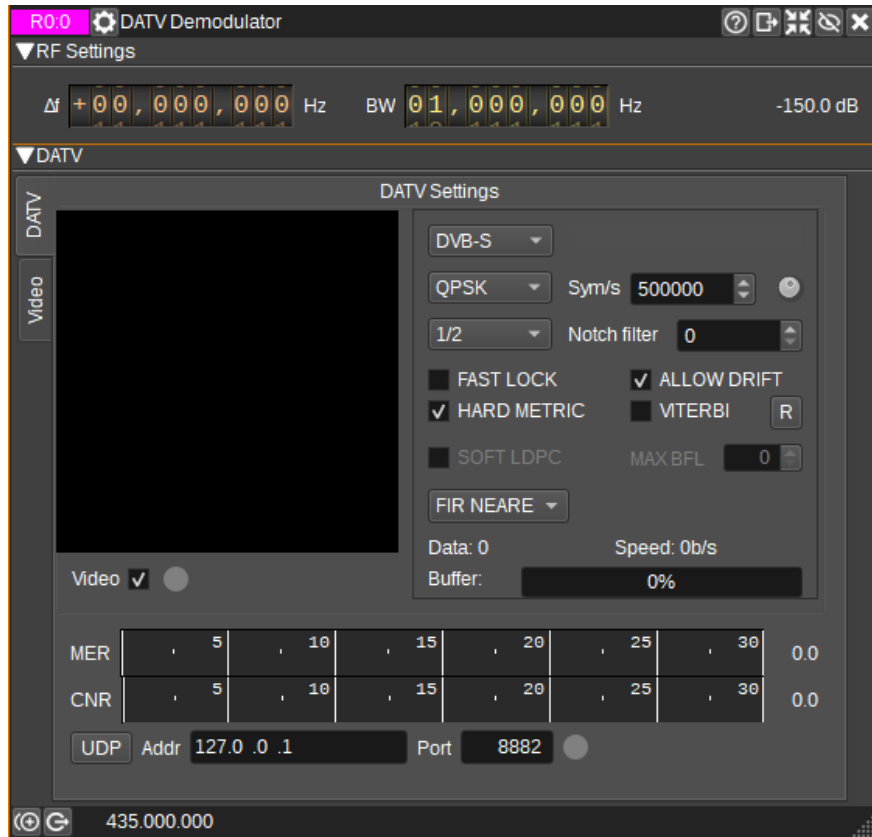 R0:0 DATV Demodulator
RF Settings
Δf +00,000,000 Hz BW 01,000,000 Hz -150.0 dB
DATV
DATV Settings
DATV
Video
DVB-S
QPSK Sym/s 500000
1/2 Notch filter 0
FAST LOCK ALLOW DRIFT
HARD METRIC VITERBI R
SOFT LDPC MAX BFL 0
FIR NEARE
Data: 0 Speed: 0b/s
Video Buffer: 0%
MER 5 10 15 20 25 30 0.0
CNR 5 10 15 20 25 30 0.0
UDP Addr 127.0 .0 .1 Port 8882
435.000.000